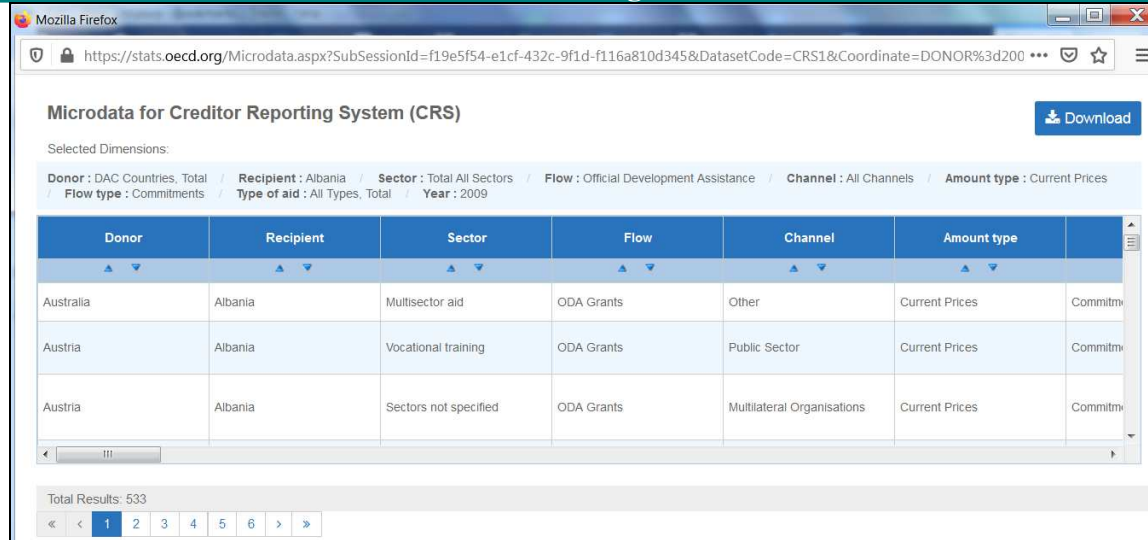 Mozilla Firefox
https://stats.oecd.org/Microdata.aspx?SubSessionId=f19e5f54-e1cf-432c-9f1d-f116a810d345&DatasetCode=CRS1&Coordinate=DONOR%3d200
Microdata for Creditor Reporting System (CRS)
Download
Selected Dimensions:
Donor : DAC Countries, Total / Recipient : Albania / Sector : Total All Sectors / Flow : Official Development Assistance / Channel : All Channels / Amount type : Current Prices
/ Flow type : Commitments / Type of aid : All Types, Total / Year : 2009
Donor Recipient Sector Flow Channel Amount type
Australia Albania Multisector aid ODA Grants Other Current Prices Commitm
Austria Albania Vocational training ODA Grants Public Sector Current Prices Commitm
Austria Albania Sectors not specified ODA Grants Multilateral Organisations Current Prices Commitm
Total Results: 533
« < 1 2 3 4 5 6 > »